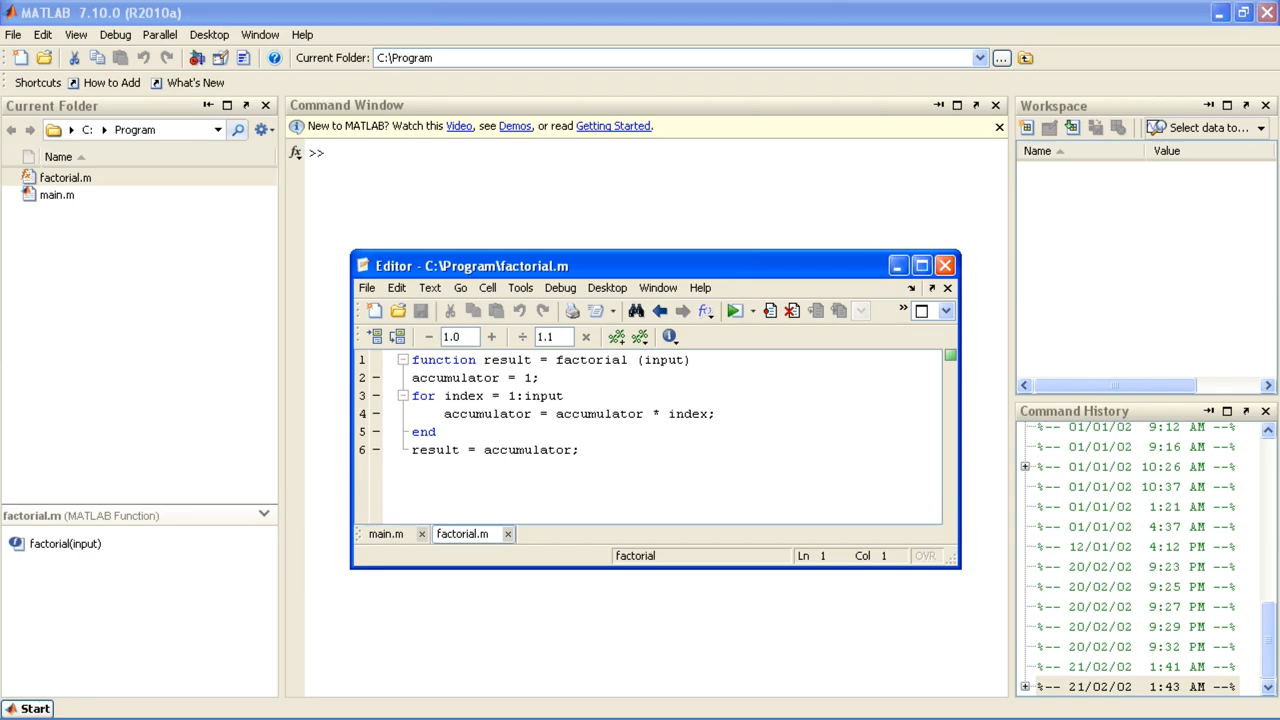 MATLAB 7.10.0 (R2010a)
File Edit View Debug Parallel Desktop Window Help
Current Folder: C:\Program ...
Shortcuts How to Add What's New
Current Folder
C: Program
Name
factorial.m
main.m
factorial.m (MATLAB Function)
factorial(input)
Command Window
New to MATLAB? Watch this Video, see Demos, or read Getting Started.
fx >>
Editor - C:\Program\factorial.m
File Edit Text Go Cell Tools Debug Desktop Window Help
− 1.0 + ÷ 1.1 ×
1 function result = factorial (input)
2 – accumulator = 1;
3 – for index = 1:input
4 – accumulator = accumulator * index;
5 – end
6 – result = accumulator;
main.m factorial.m
factorial Ln 1 Col 1 OVR
Workspace
Select data to...
Name Value
Command History
%-- 01/01/02 9:12 AM --%
%-- 01/01/02 9:16 AM --%
%-- 01/01/02 10:26 AM --%
%-- 01/01/02 10:37 AM --%
%-- 01/01/02 1:21 AM --%
%-- 01/01/02 4:37 AM --%
%-- 12/01/02 4:12 PM --%
%-- 20/02/02 9:23 PM --%
%-- 20/02/02 9:25 PM --%
%-- 20/02/02 9:27 PM --%
%-- 20/02/02 9:29 PM --%
%-- 20/02/02 9:32 PM --%
%-- 21/02/02 1:41 AM --%
%-- 21/02/02 1:43 AM --%
Start